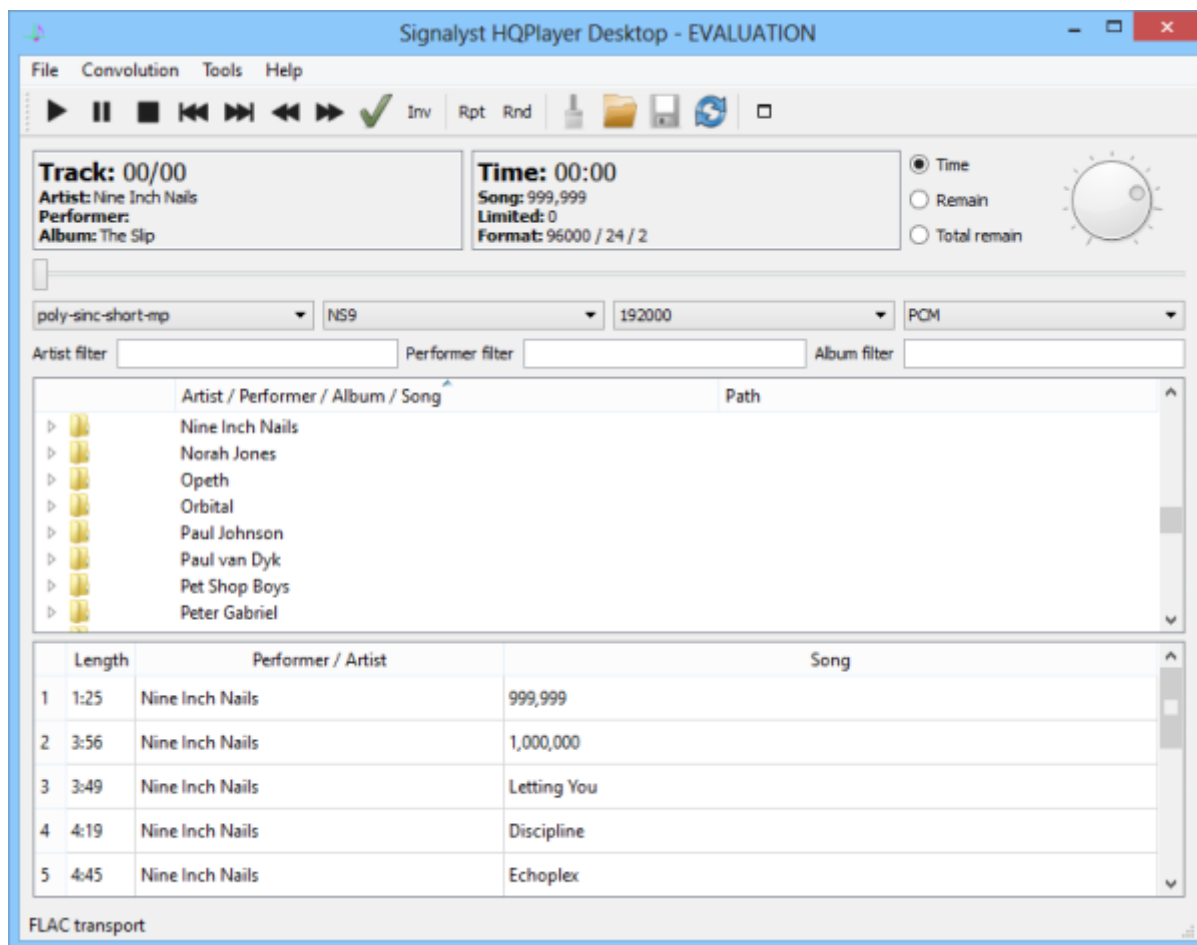 Signalyst HQPlayer Desktop - EVALUATION
File Convolution Tools Help
Inv Rpt Rnd
Track: 00/00
Artist: Nine Inch Nails
Performer:
Album: The Slip
Time: 00:00
Song: 999,999
Limited: 0
Format: 96000 / 24 / 2
Time
Remain
Total remain
poly-sinc-short-mp NS9 192000 PCM
Artist filter Performer filter Album filter
Artist / Performer / Album / Song Path
Nine Inch Nails
Norah Jones
Opeth
Orbital
Paul Johnson
Paul van Dyk
Pet Shop Boys
Peter Gabriel
Length Performer / Artist Song
1 1:25 Nine Inch Nails 999,999
2 3:56 Nine Inch Nails 1,000,000
3 3:49 Nine Inch Nails Letting You
4 4:19 Nine Inch Nails Discipline
5 4:45 Nine Inch Nails Echoplex
FLAC transport